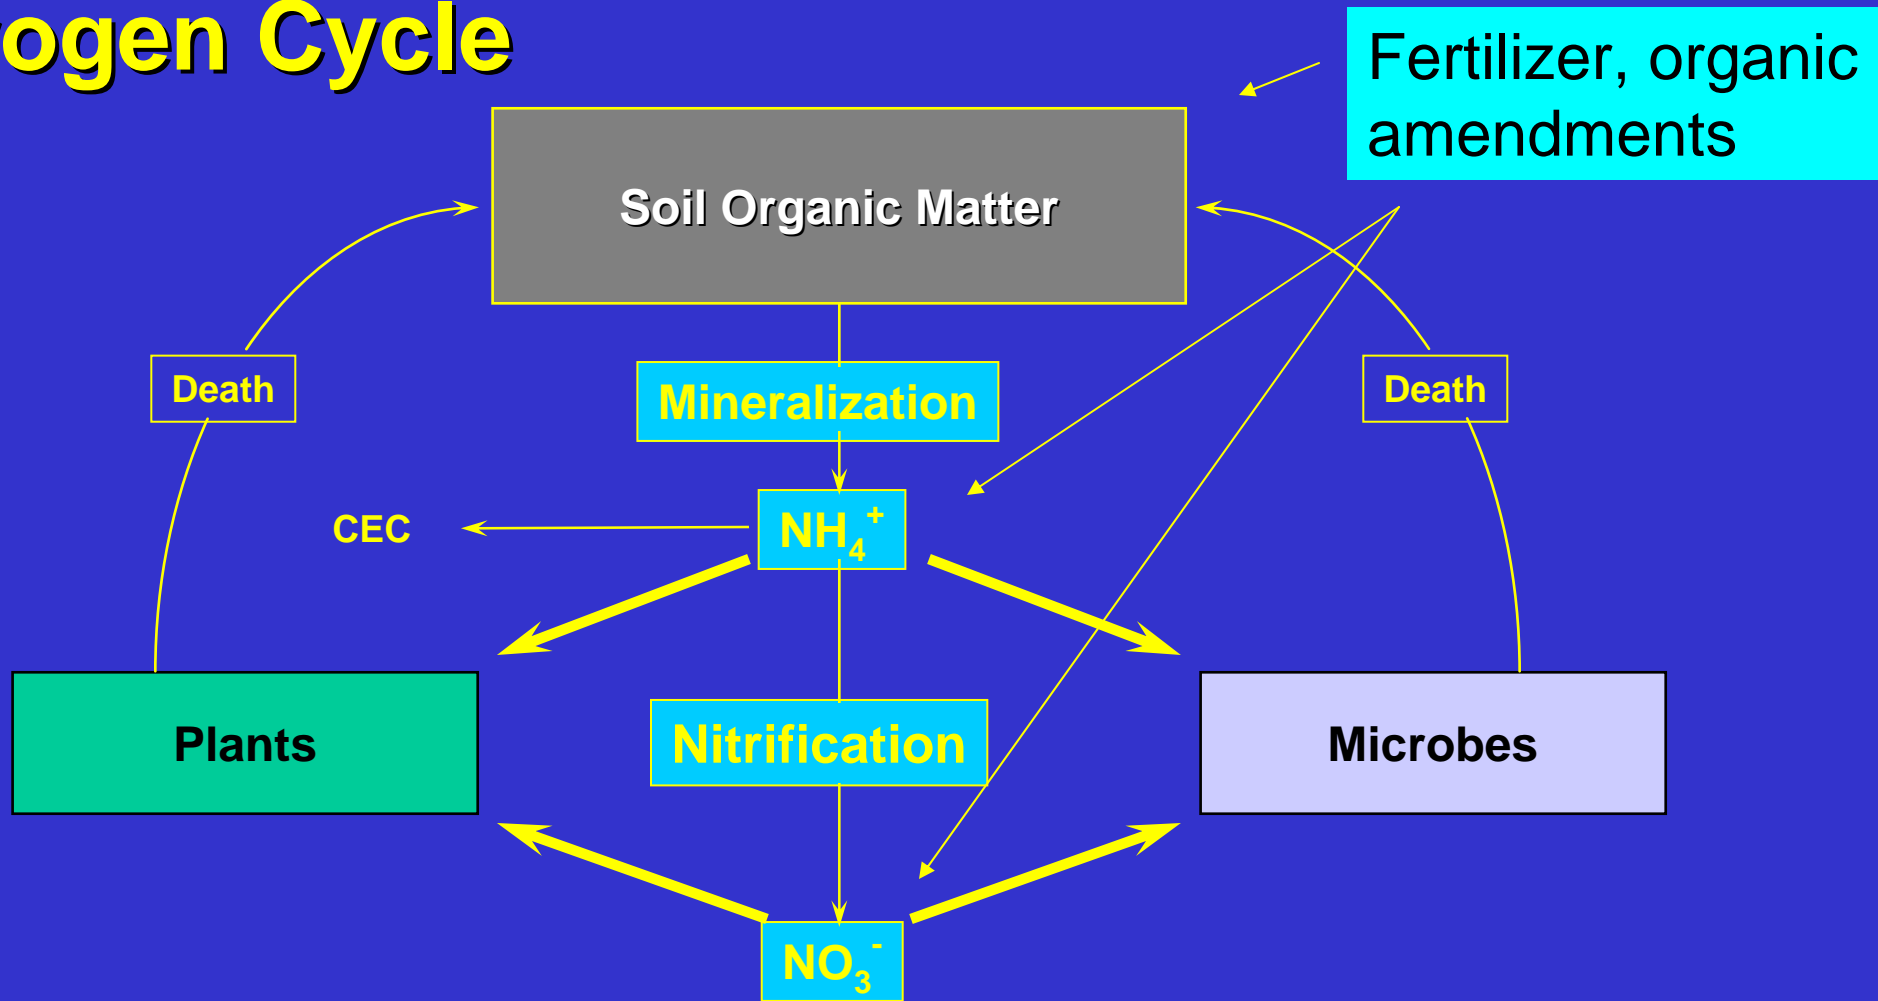 ogen Cycle
Fertilizer, organic
amendments
Soil Organic Matter
Death
Mineralization
Death
CEC
NH₄⁺
Plants
Nitrification
Microbes
NO₃⁻